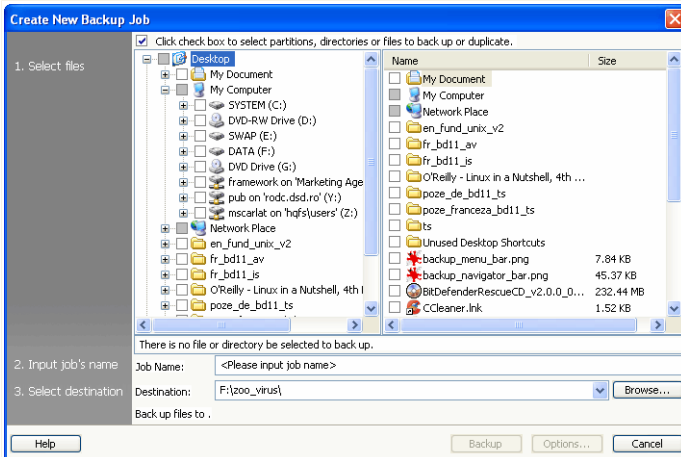 Create New Backup Job
Click check box to select partitions, directories or files to back up or duplicate.
1. Select files
Desktop
My Document
My Computer
SYSTEM (C:)
DVD-RW Drive (D:)
SWAP (E:)
DATA (F:)
DVD Drive (G:)
framework on 'Marketing Age
pub on 'rodc.dsd.ro' (Y:)
mscarlat on 'hqfs\users' (Z:)
Network Place
en_fund_unix_v2
fr_bd11_av
fr_bd11_is
O'Reilly - Linux in a Nutshell, 4th
poze_de_bd11_ts
Name Size
My Document
My Computer
Network Place
en_fund_unix_v2
fr_bd11_av
fr_bd11_is
O'Reilly - Linux in a Nutshell, 4th ...
poze_de_bd11_ts
poze_franceza_bd11_ts
ts
Unused Desktop Shortcuts
backup_menu_bar.png 7.84 KB
backup_navigator_bar.png 45.37 KB
BitDefenderRescueCD_v2.0.0_0... 232.44 MB
CCleaner.lnk 1.52 KB
There is no file or directory be selected to back up.
2. Input job's name
Job Name: <Please input job name>
3. Select destination
Destination: F:\zoo_virus\ Browse...
Back up files to .
Help Backup Options... Cancel